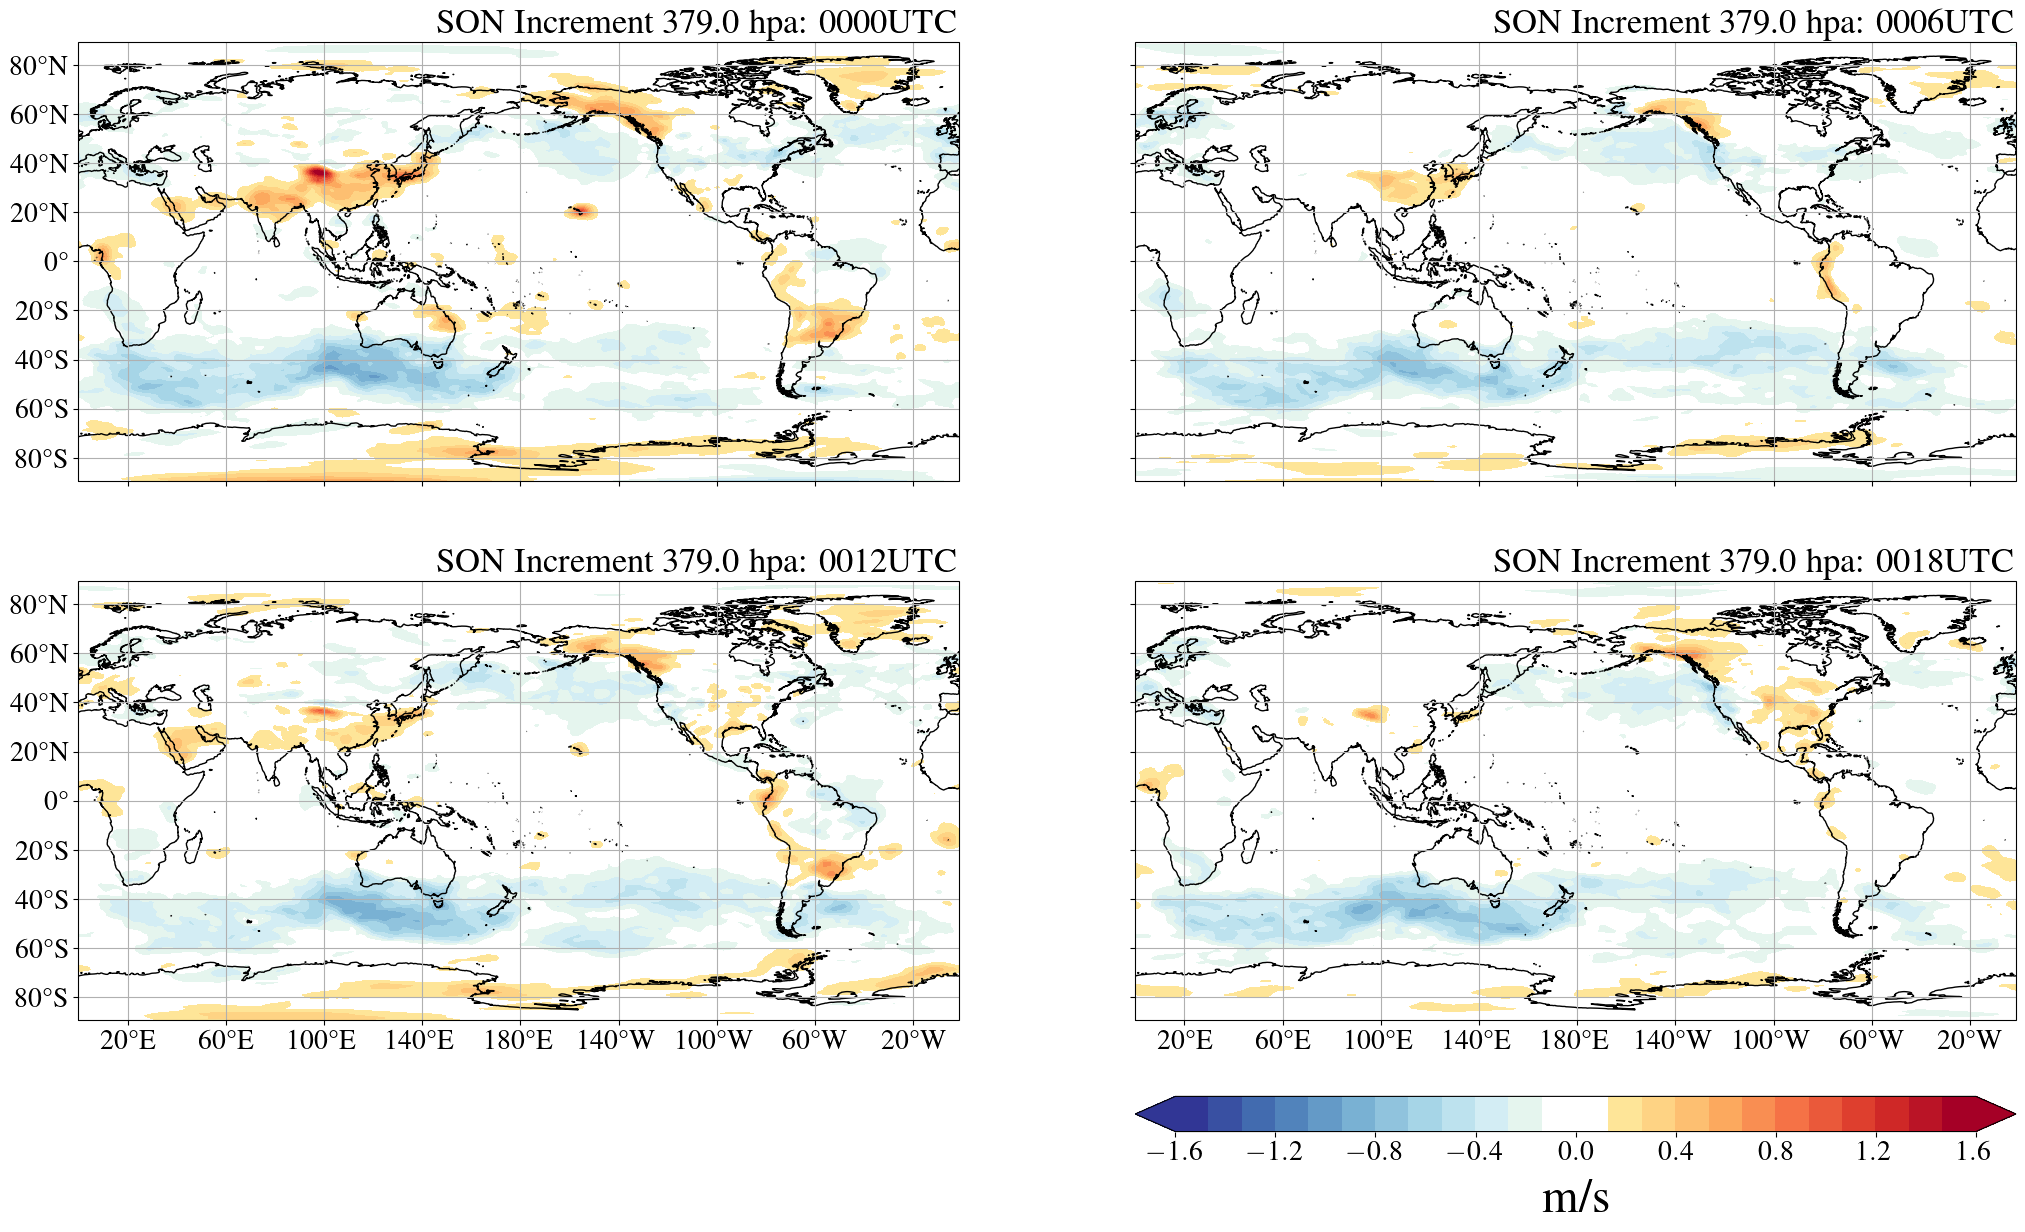 SON Increment 379.0 hpa: 0000UTC
SON Increment 379.0 hpa: 0006UTC
80°N
60°N
40°N
20°N
0°
20°S
40°S
60°S
80°S
SON Increment 379.0 hpa: 0012UTC
SON Increment 379.0 hpa: 0018UTC
80°N
60°N
40°N
20°N
0°
20°S
40°S
60°S
80°S
20°E 60°E 100°E 140°E 180°E 140°W 100°W 60°W 20°W
20°E 60°E 100°E 140°E 180°E 140°W 100°W 60°W 20°W
−1.6 −1.2 −0.8 −0.4 0.0 0.4 0.8 1.2 1.6
m/s